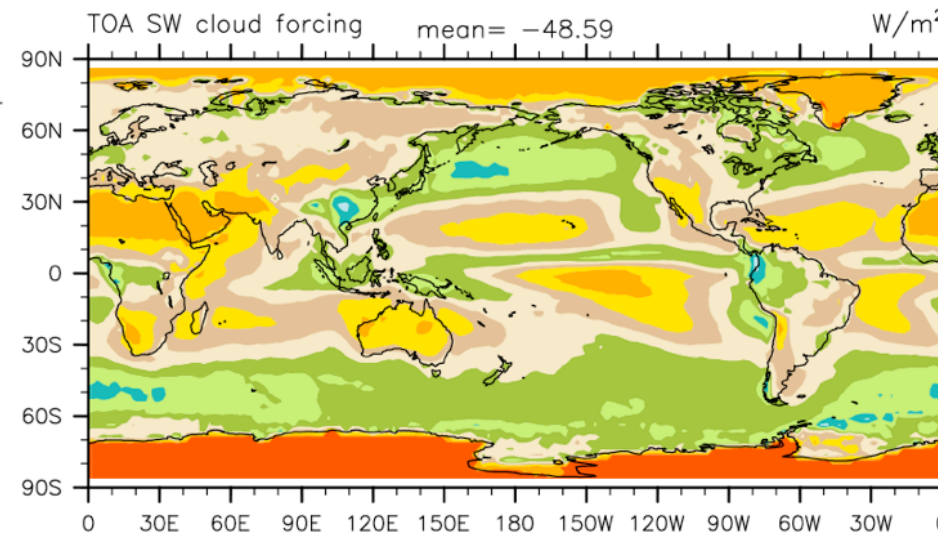 TOA SW cloud forcing mean= −48.59 W/m²
90N
60N
30N
0
30S
60S
90S
0 30E 60E 90E 120E 150E 180 150W 120W 90W 60W 30W